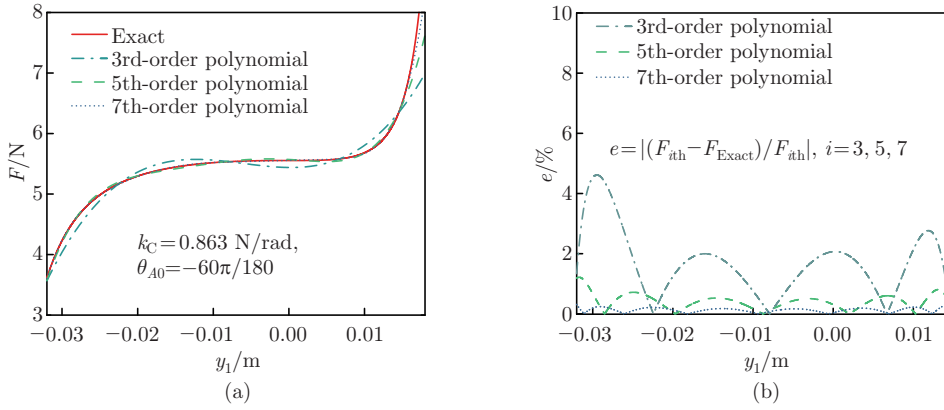 8
7
6
5
4
3
F/N
Exact
3rd-order polynomial
5th-order polynomial
7th-order polynomial
k_C=0.863 N/rad,
θ_A0=−60π/180
−0.03 −0.02 −0.01 0.00 0.01
y_1/m
(a)
10
8
6
4
2
0
e/%
3rd-order polynomial
5th-order polynomial
7th-order polynomial
e=|(F_ith−F_Exact)/F_ith|, i=3, 5, 7
−0.03 −0.02 −0.01 0.00 0.01
y_1/m
(b)